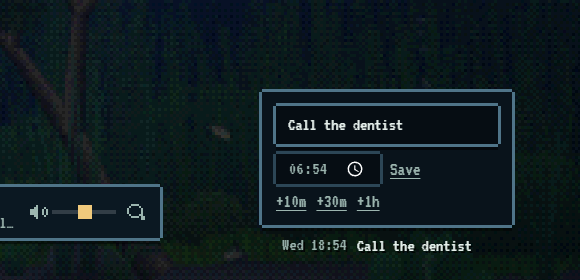 Call the dentist
06:54 Save
+10m +30m +1h
l…
Wed 18:54 Call the dentist